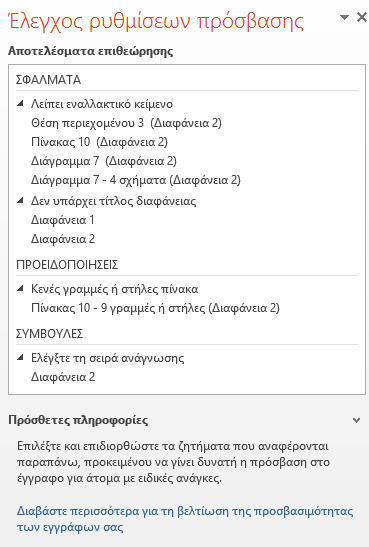 Έλεγχος ρυθμίσεων πρόσβασης
Αποτελέσματα επιθεώρησης
ΣΦΑΛΜΑΤΑ
Λείπει εναλλακτικό κείμενο
Θέση περιεχομένου 3 (Διαφάνεια 2)
Πίνακας 10 (Διαφάνεια 2)
Διάγραμμα 7 (Διαφάνεια 2)
Διάγραμμα 7 - 4 σχήματα (Διαφάνεια 2)
Δεν υπάρχει τίτλος διαφάνειας
Διαφάνεια 1
Διαφάνεια 2
ΠΡΟΕΙΔΟΠΟΙΗΣΕΙΣ
Κενές γραμμές ή στήλες πίνακα
Πίνακας 10 - 9 γραμμές ή στήλες (Διαφάνεια 2)
ΣΥΜΒΟΥΛΕΣ
Ελέγξτε τη σειρά ανάγνωσης
Διαφάνεια 2
Πρόσθετες πληροφορίες
Επιλέξτε και επιδιορθώστε τα ζητήματα που αναφέρονται
παραπάνω, προκειμένου να γίνει δυνατή η πρόσβαση στο
έγγραφο για άτομα με ειδικές ανάγκες.
Διαβάστε περισσότερα για τη βελτίωση της προσβασιμότητας
των εγγράφων σας